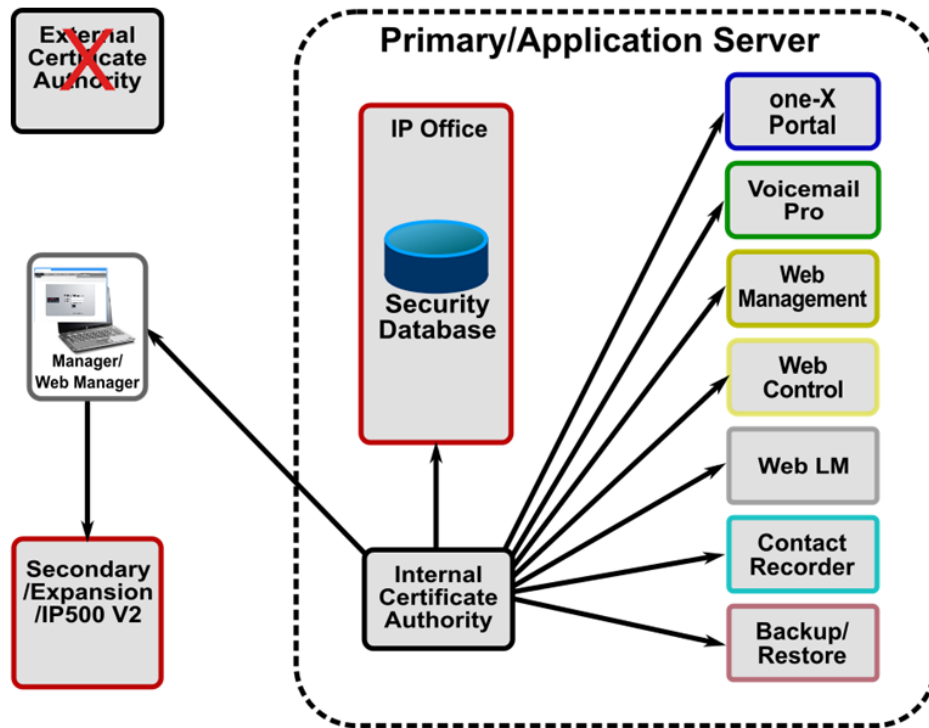 External
Certificate
Authority
Primary/Application Server
IP Office
Security
Database
one-X
Portal
Voicemail
Pro
Web
Management
Web
Control
Web LM
Contact
Recorder
Backup/
Restore
Manager/
Web Manager
Internal
Certificate
Authority
Secondary
/Expansion
/IP500 V2